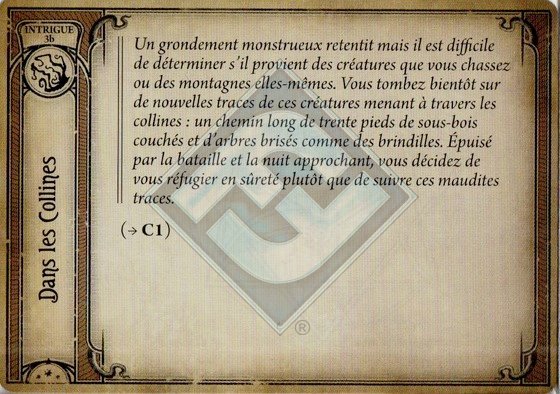 INTRIGUE
3b
Dans les Collines
Un grondement monstrueux retentit mais il est difficile
de déterminer s'il provient des créatures que vous chassez
ou des montagnes elles-mêmes. Vous tombez bientôt sur
de nouvelles traces de ces créatures menant à travers les
collines : un chemin long de trente pieds de sous-bois
couchés et d'arbres brisés comme des brindilles. Épuisé
par la bataille et la nuit approchant, vous décidez de
vous réfugier en sûreté plutôt que de suivre ces maudites
traces.
(→ C1)
®